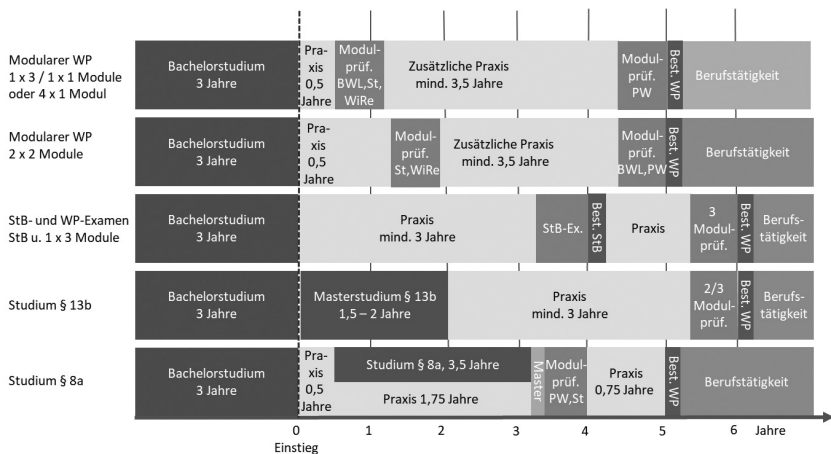 Modularer WP
1 x 3 / 1 x 1 Module
oder 4 x 1 Modul
Bachelorstudium
3 Jahre
Pra-
xis
0,5
Jahre
Modul-
prüf.
BWL,St,
WiRe
Zusätzliche Praxis
mind. 3,5 Jahre
Modul-
prüf.
PW
Best. WP
Berufstätigkeit
Modularer WP
2 x 2 Module
Bachelorstudium
3 Jahre
Pra-
xis
0,5
Jahre
Modul-
prüf.
St,WiRe
Zusätzliche Praxis
mind. 3,5 Jahre
Modul-
prüf.
BWL,PW
Best. WP
Berufstätigkeit
StB- und WP-Examen
StB u. 1 x 3 Module
Bachelorstudium
3 Jahre
Praxis
mind. 3 Jahre
StB-Ex.
Best. StB
Praxis
3
Modul-
prüf.
Best. WP
Berufs-
tätigkeit
Studium § 13b
Bachelorstudium
3 Jahre
Masterstudium § 13b
1,5 – 2 Jahre
Praxis
mind. 3 Jahre
2/3
Modul-
prüf.
Best. WP
Berufs-
tätigkeit
Studium § 8a
Bachelorstudium
3 Jahre
Pra-
xis
0,5
Jahre
Studium § 8a, 3,5 Jahre
Praxis 1,75 Jahre
Master
Modul-
prüf.
PW,St
Praxis
0,75 Jahre
Best. WP
Berufstätigkeit
0 1 2 3 4 5 6 Jahre
Einstieg